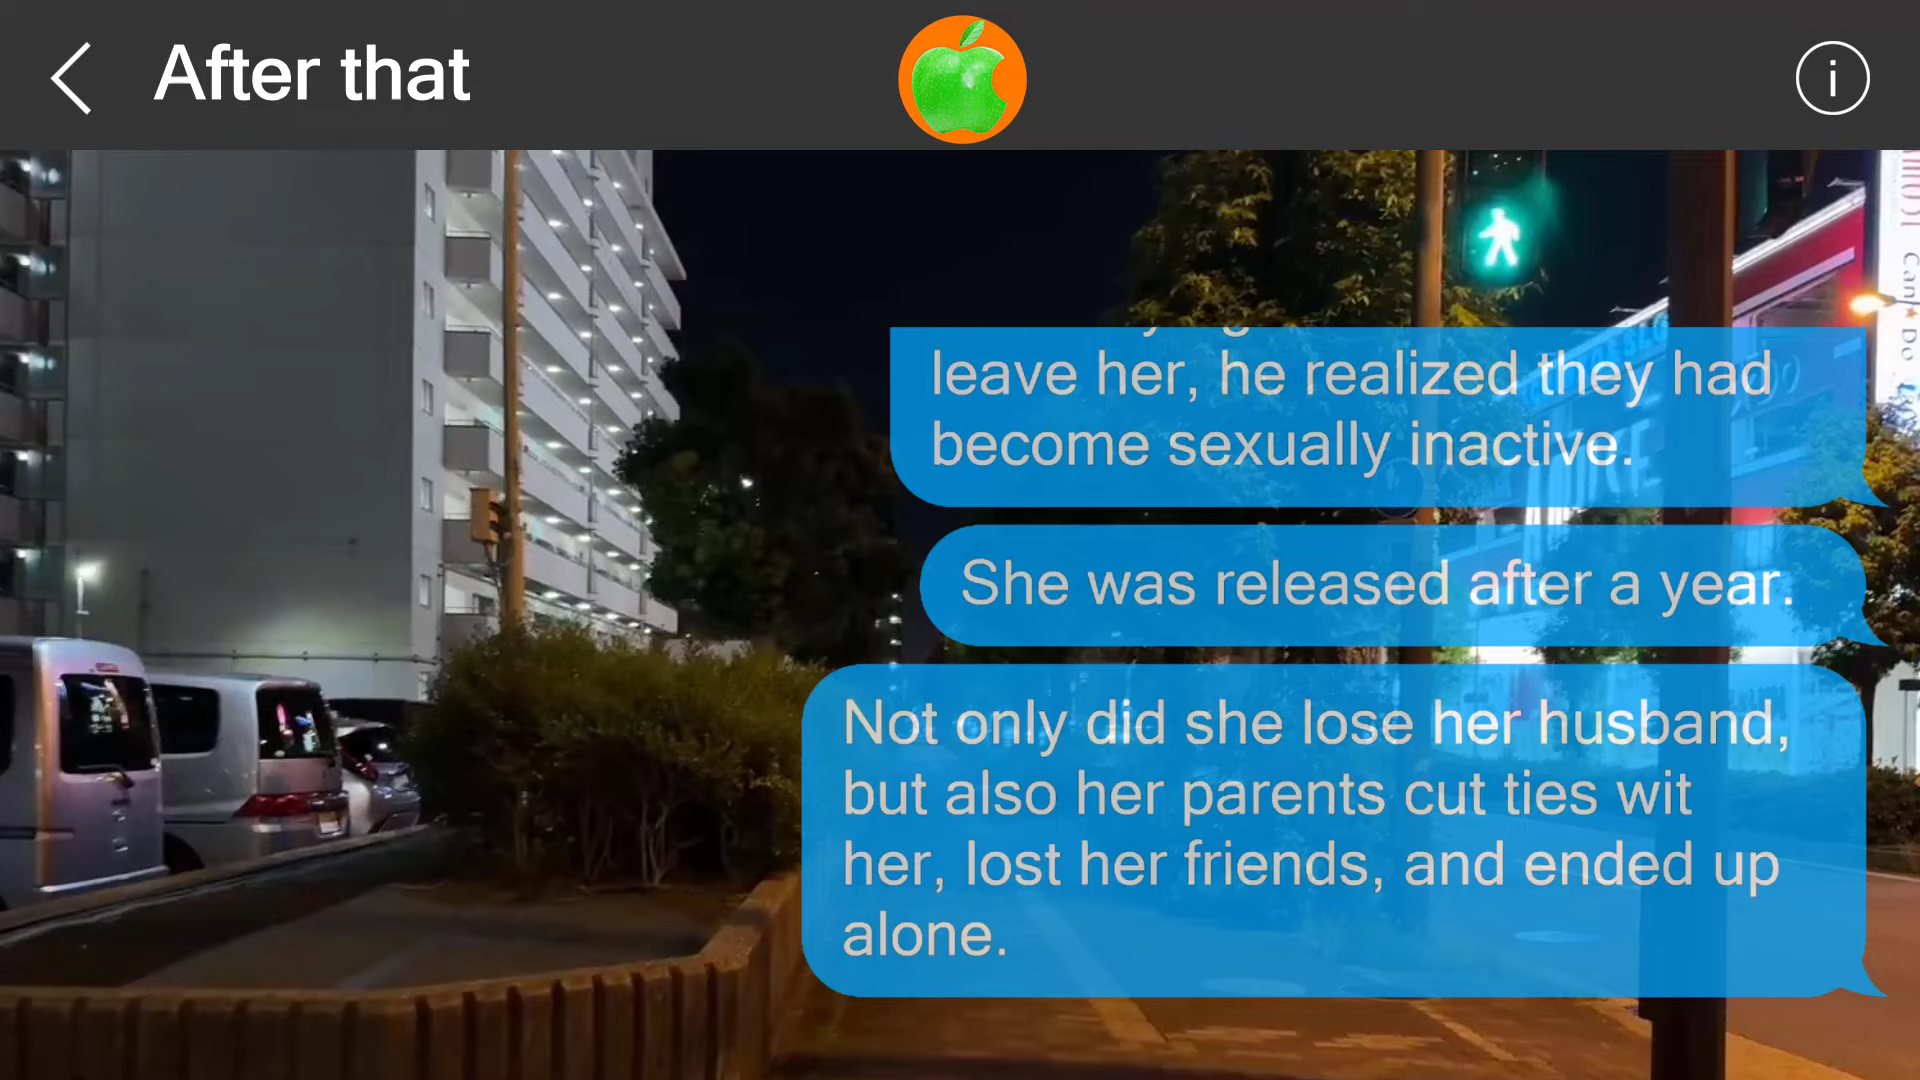 After that
leave her, he realized they had
become sexually inactive.
She was released after a year.
Not only did she lose her husband,
but also her parents cut ties wit
her, lost her friends, and ended up
alone.
Can Do